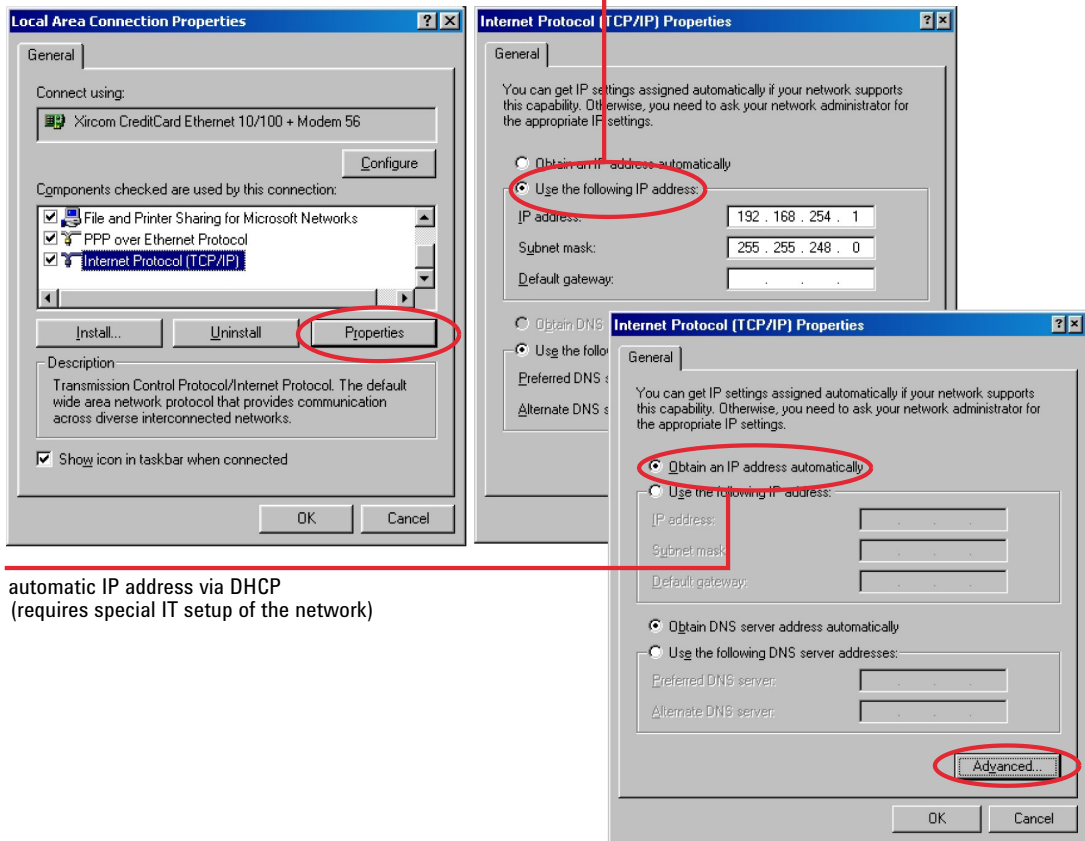 Local Area Connection Properties
General
Connect using:
Xircom CreditCard Ethernet 10/100 + Modem 56
Configure
Components checked are used by this connection:
File and Printer Sharing for Microsoft Networks
PPP over Ethernet Protocol
Internet Protocol (TCP/IP)
Install...
Uninstall
Properties
Description
Transmission Control Protocol/Internet Protocol. The default
wide area network protocol that provides communication
across diverse interconnected networks.
Show icon in taskbar when connected
OK
Cancel
Internet Protocol (TCP/IP) Properties
General
You can get IP settings assigned automatically if your network supports
this capability. Otherwise, you need to ask your network administrator for
the appropriate IP settings.
Obtain an IP address automatically
Use the following IP address:
IP address: 192 . 168 . 254 . 1
Subnet mask: 255 . 255 . 248 . 0
Default gateway: . . .
Obtain DNS
Use the follo
Preferred DNS s
Alternate DNS s
Internet Protocol (TCP/IP) Properties
General
You can get IP settings assigned automatically if your network supports
this capability. Otherwise, you need to ask your network administrator for
the appropriate IP settings.
Obtain an IP address automatically
Use the following IP address:
IP address: . . .
Subnet mask . . .
Default gateway: . . .
Obtain DNS server address automatically
Use the following DNS server addresses:
Preferred DNS server: . . .
Alternate DNS server: . . .
Advanced...
OK
Cancel
automatic IP address via DHCP
(requires special IT setup of the network)